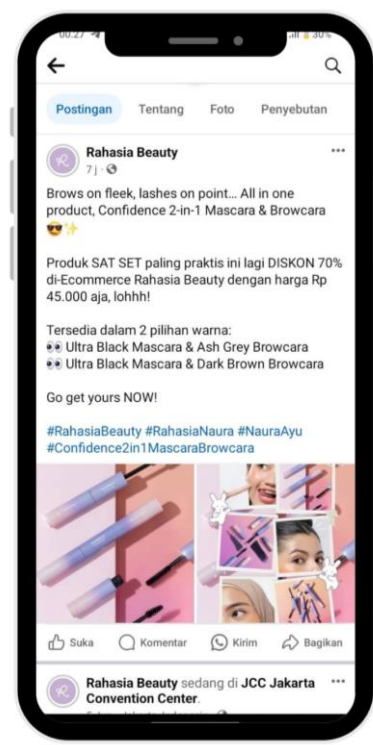 00.27
30%
Postingan Tentang Foto Penyebutan
Rahasia Beauty
7 j
Brows on fleek, lashes on point... All in one
product, Confidence 2-in-1 Mascara & Browcara
😎✨
Produk SAT SET paling praktis ini lagi DISKON 70%
di-Ecommerce Rahasia Beauty dengan harga Rp
45.000 aja, lohhh!
Tersedia dalam 2 pilihan warna:
👀 Ultra Black Mascara & Ash Grey Browcara
👀 Ultra Black Mascara & Dark Brown Browcara
Go get yours NOW!
#RahasiaBeauty #RahasiaNaura #NauraAyu
#Confidence2in1MascaraBrowcara
Suka Komentar Kirim Bagikan
Rahasia Beauty sedang di JCC Jakarta
Convention Center.